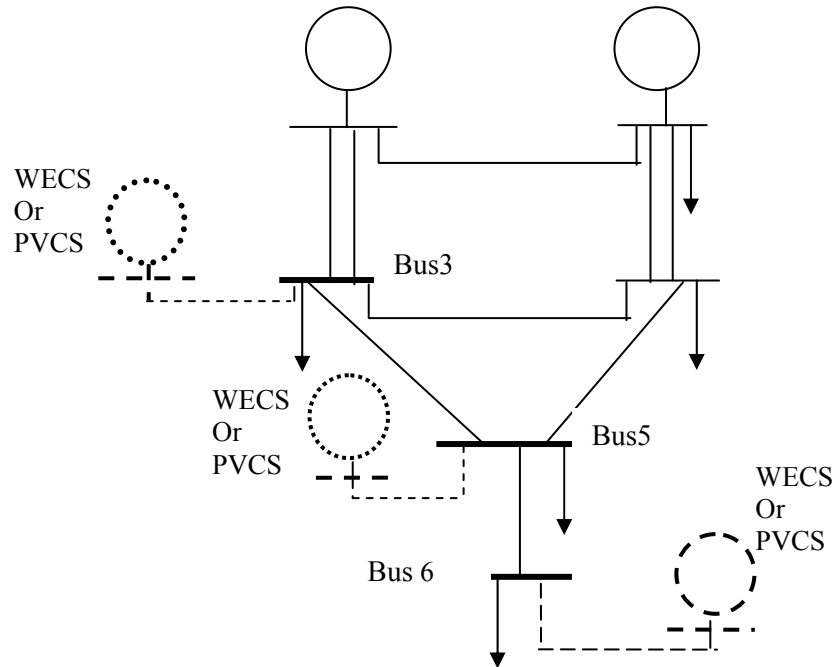 WECS
Or
PVCS
Bus3
WECS
Or
PVCS
Bus5
WECS
Or
PVCS
Bus 6